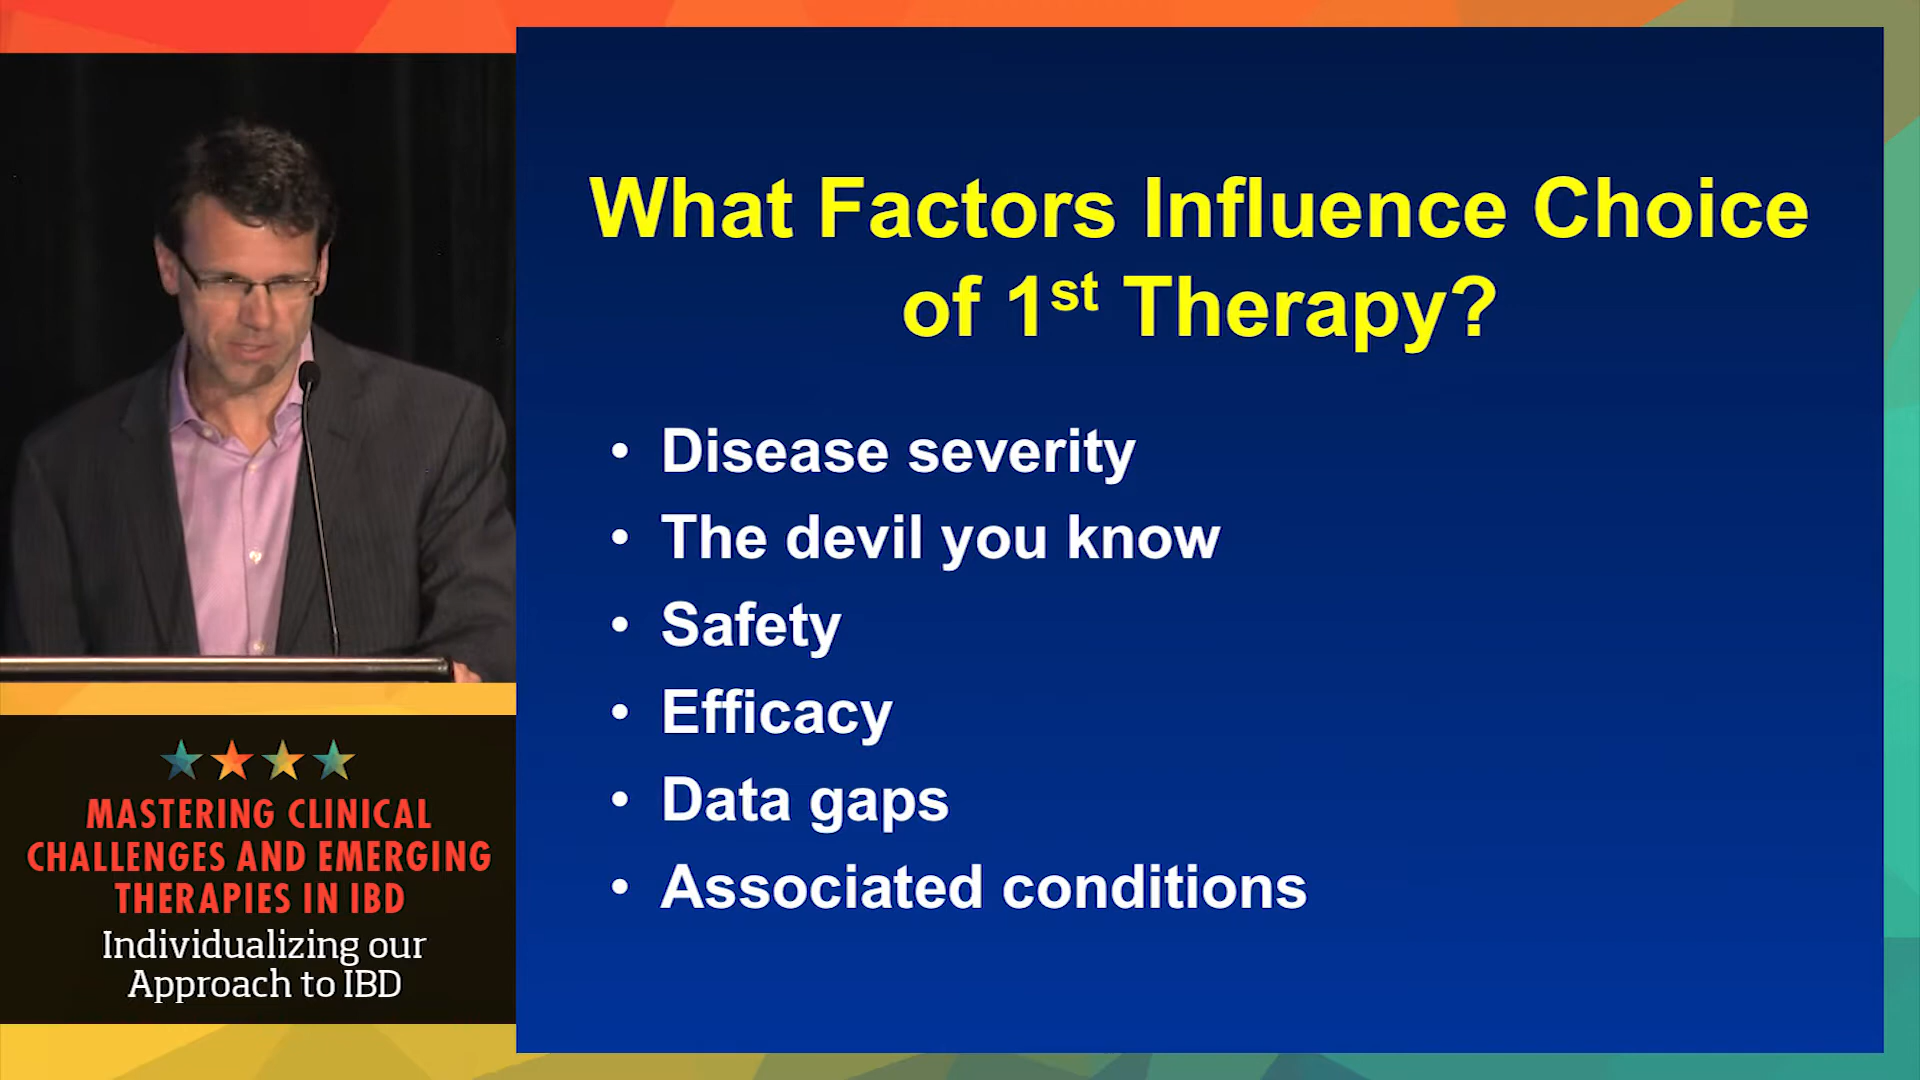 What Factors Influence Choice
of 1st Therapy?
• Disease severity
• The devil you know
• Safety
• Efficacy
• Data gaps
• Associated conditions
MASTERING CLINICAL
CHALLENGES AND EMERGING
THERAPIES IN IBD
Individualizing our
Approach to IBD